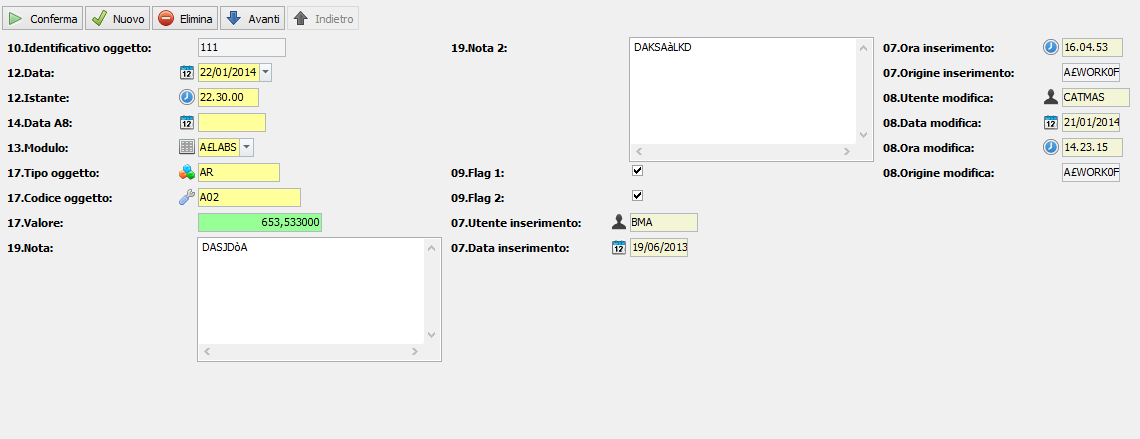 Conferma Nuovo Elimina Avanti Indietro
10.Identificativo oggetto: 111
12.Data: 12 22/01/2014
12.Istante: 22.30.00
14.Data A8: 12
13.Modulo: A£LABS
17.Tipo oggetto: AR
17.Codice oggetto: A02
17.Valore: 653,533000
19.Nota: DASJDòA
19.Nota 2: DAKSAàLKD
09.Flag 1:
09.Flag 2:
07.Utente inserimento: BMA
07.Data inserimento: 12 19/06/2013
07.Ora inserimento: 16.04.53
07.Origine inserimento: A£WORK0F
08.Utente modifica: CATMAS
08.Data modifica: 12 21/01/2014
08.Ora modifica: 14.23.15
08.Origine modifica: A£WORK0F